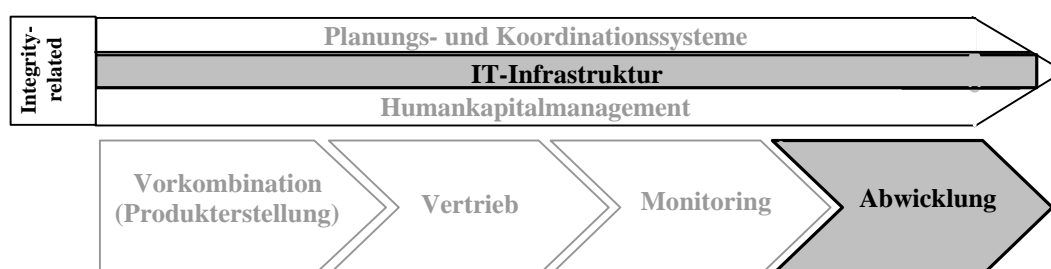 Integrity-
related
Planungs- und Koordinationssysteme
IT-Infrastruktur
Humankapitalmanagement
Vorkombination
(Produkterstellung)
Vertrieb
Monitoring
Abwicklung